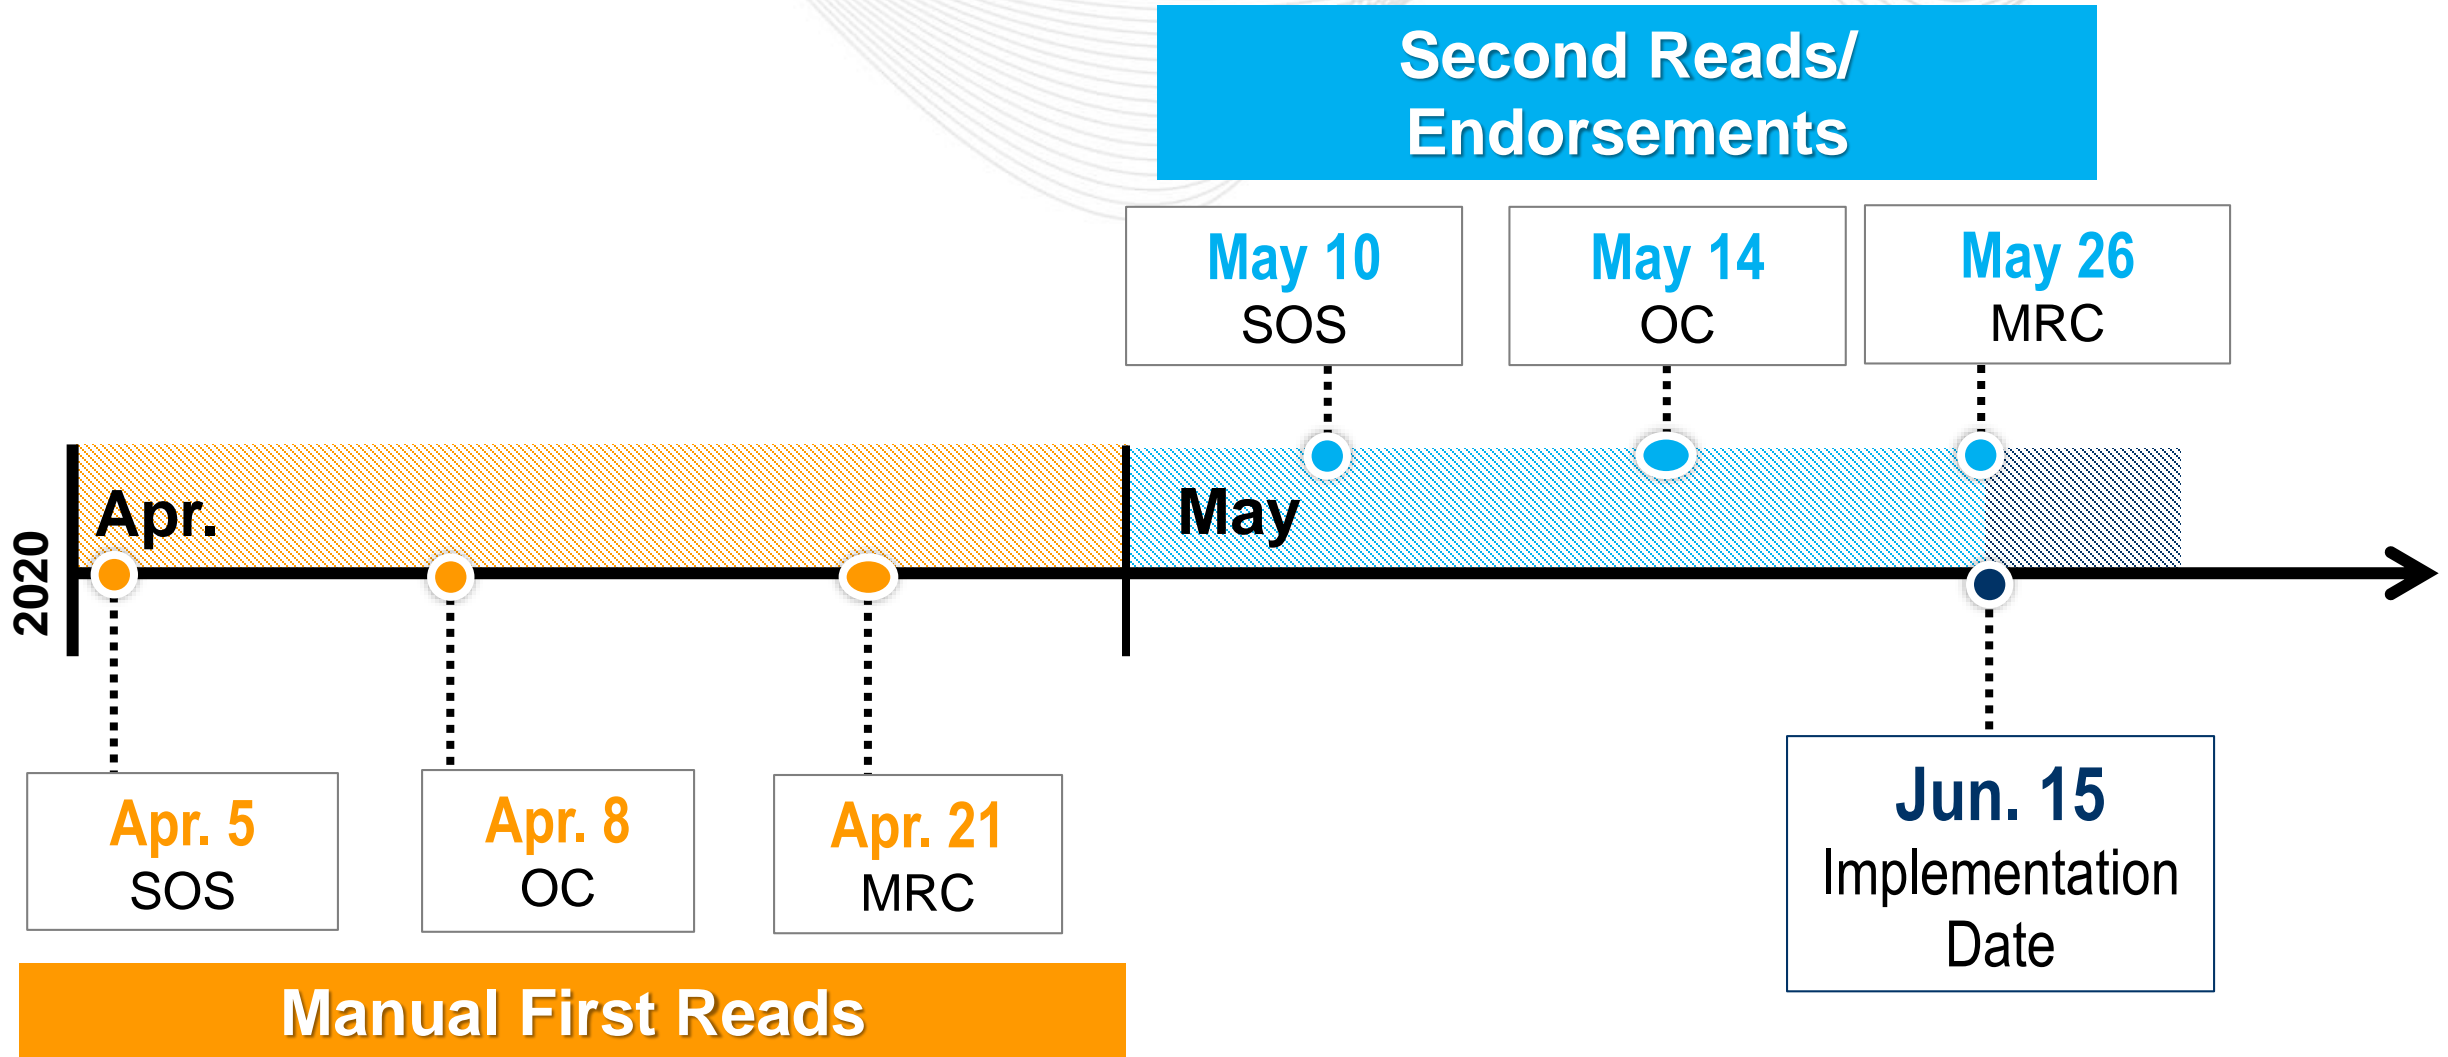 Second Reads/
Endorsements
May 10
SOS
May 14
OC
May 26
MRC
2020
Apr.
May
Apr. 5
SOS
Apr. 8
OC
Apr. 21
MRC
Jun. 15
Implementation
Date
Manual First Reads